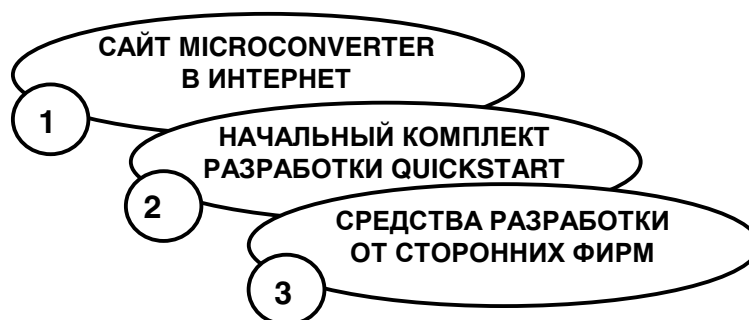 САЙТ MICROCONVERTER
В ИНТЕРНЕТ
1
НАЧАЛЬНЫЙ КОМПЛЕКТ
РАЗРАБОТКИ QUICKSTART
2
СРЕДСТВА РАЗРАБОТКИ
ОТ СТОРОННИХ ФИРМ
3